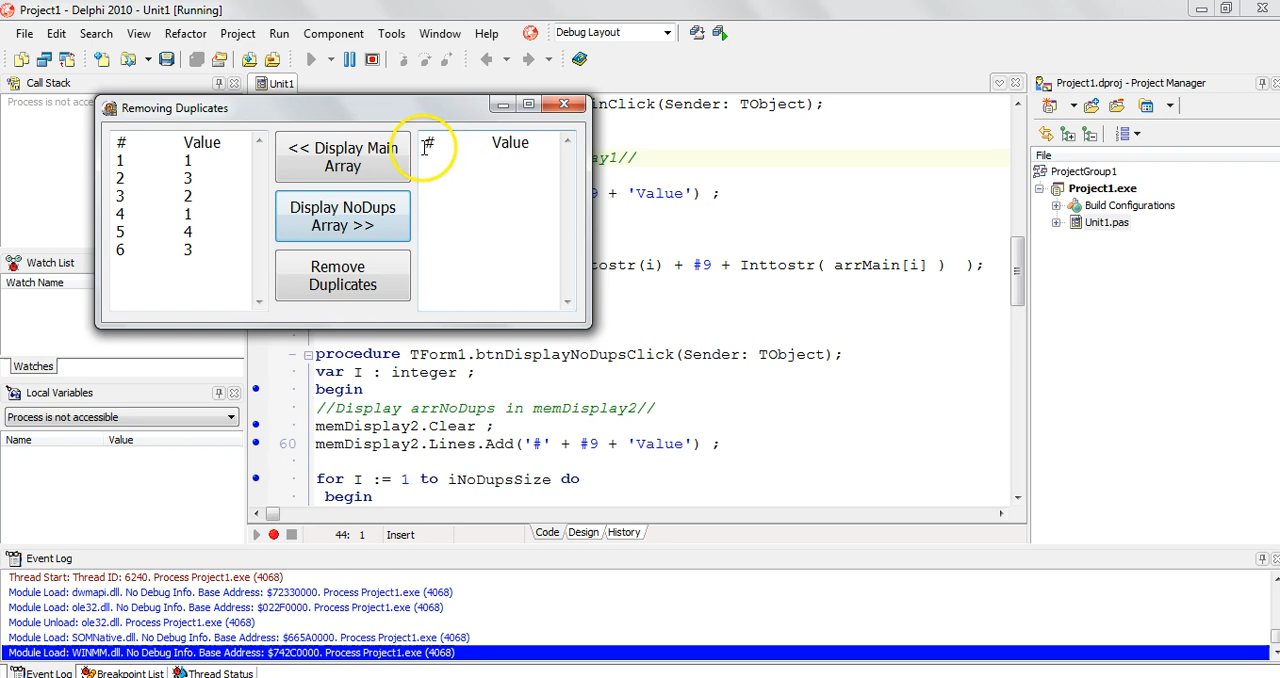 Project1 - Delphi 2010 - Unit1 [Running]
File Edit Search View Refactor Project Run Component Tools Window Help Debug Layout
Call Stack
Unit1
Project1.dproj - Project Manager
Process is not acce
Removing Duplicates
inClick(Sender: TObject);
# Value
1 1
2 3
3 2
4 1
5 4
6 3
<< Display Main
Array
Display NoDups
Array >>
Remove
Duplicates
# Value
ay1//
+ 'Value') ;
tostr(i) + #9 + Inttostr( arrMain[i] ) );
File
ProjectGroup1
Project1.exe
Build Configurations
Unit1.pas
Watch List
Watch Name
Watches
Local Variables
Process is not accessible
Name Value
procedure TForm1.btnDisplayNoDupsClick(Sender: TObject);
var I : integer ;
begin
//Display arrNoDups in memDisplay2//
memDisplay2.Clear ;
60 memDisplay2.Lines.Add('#' + #9 + 'Value') ;
for I := 1 to iNoDupsSize do
begin
44: 1 Insert Code Design History
Event Log
Thread Start: Thread ID: 6240. Process Project1.exe (4068)
Module Load: dwmapi.dll. No Debug Info. Base Address: $72330000. Process Project1.exe (4068)
Module Load: ole32.dll. No Debug Info. Base Address: $022F0000. Process Project1.exe (4068)
Module Unload: ole32.dll. Process Project1.exe (4068)
Module Load: SOMNative.dll. No Debug Info. Base Address: $665A0000. Process Project1.exe (4068)
Module Load: WINMM.dll. No Debug Info. Base Address: $742C0000. Process Project1.exe (4068)
Event Log Breakpoint List Thread Status